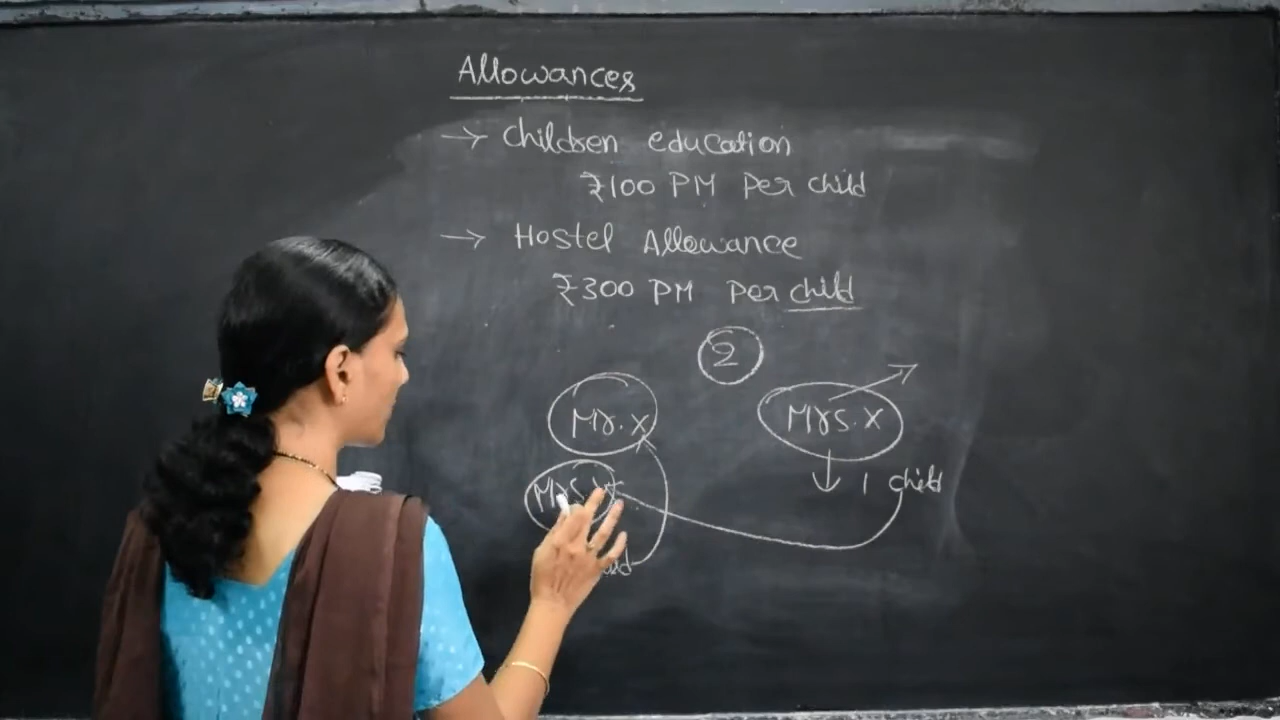 Allowances
→ Children education
₹100 PM Per child
→ Hostel Allowance
₹300 PM Per child
2
Mr. X
Mrs. X
1 child